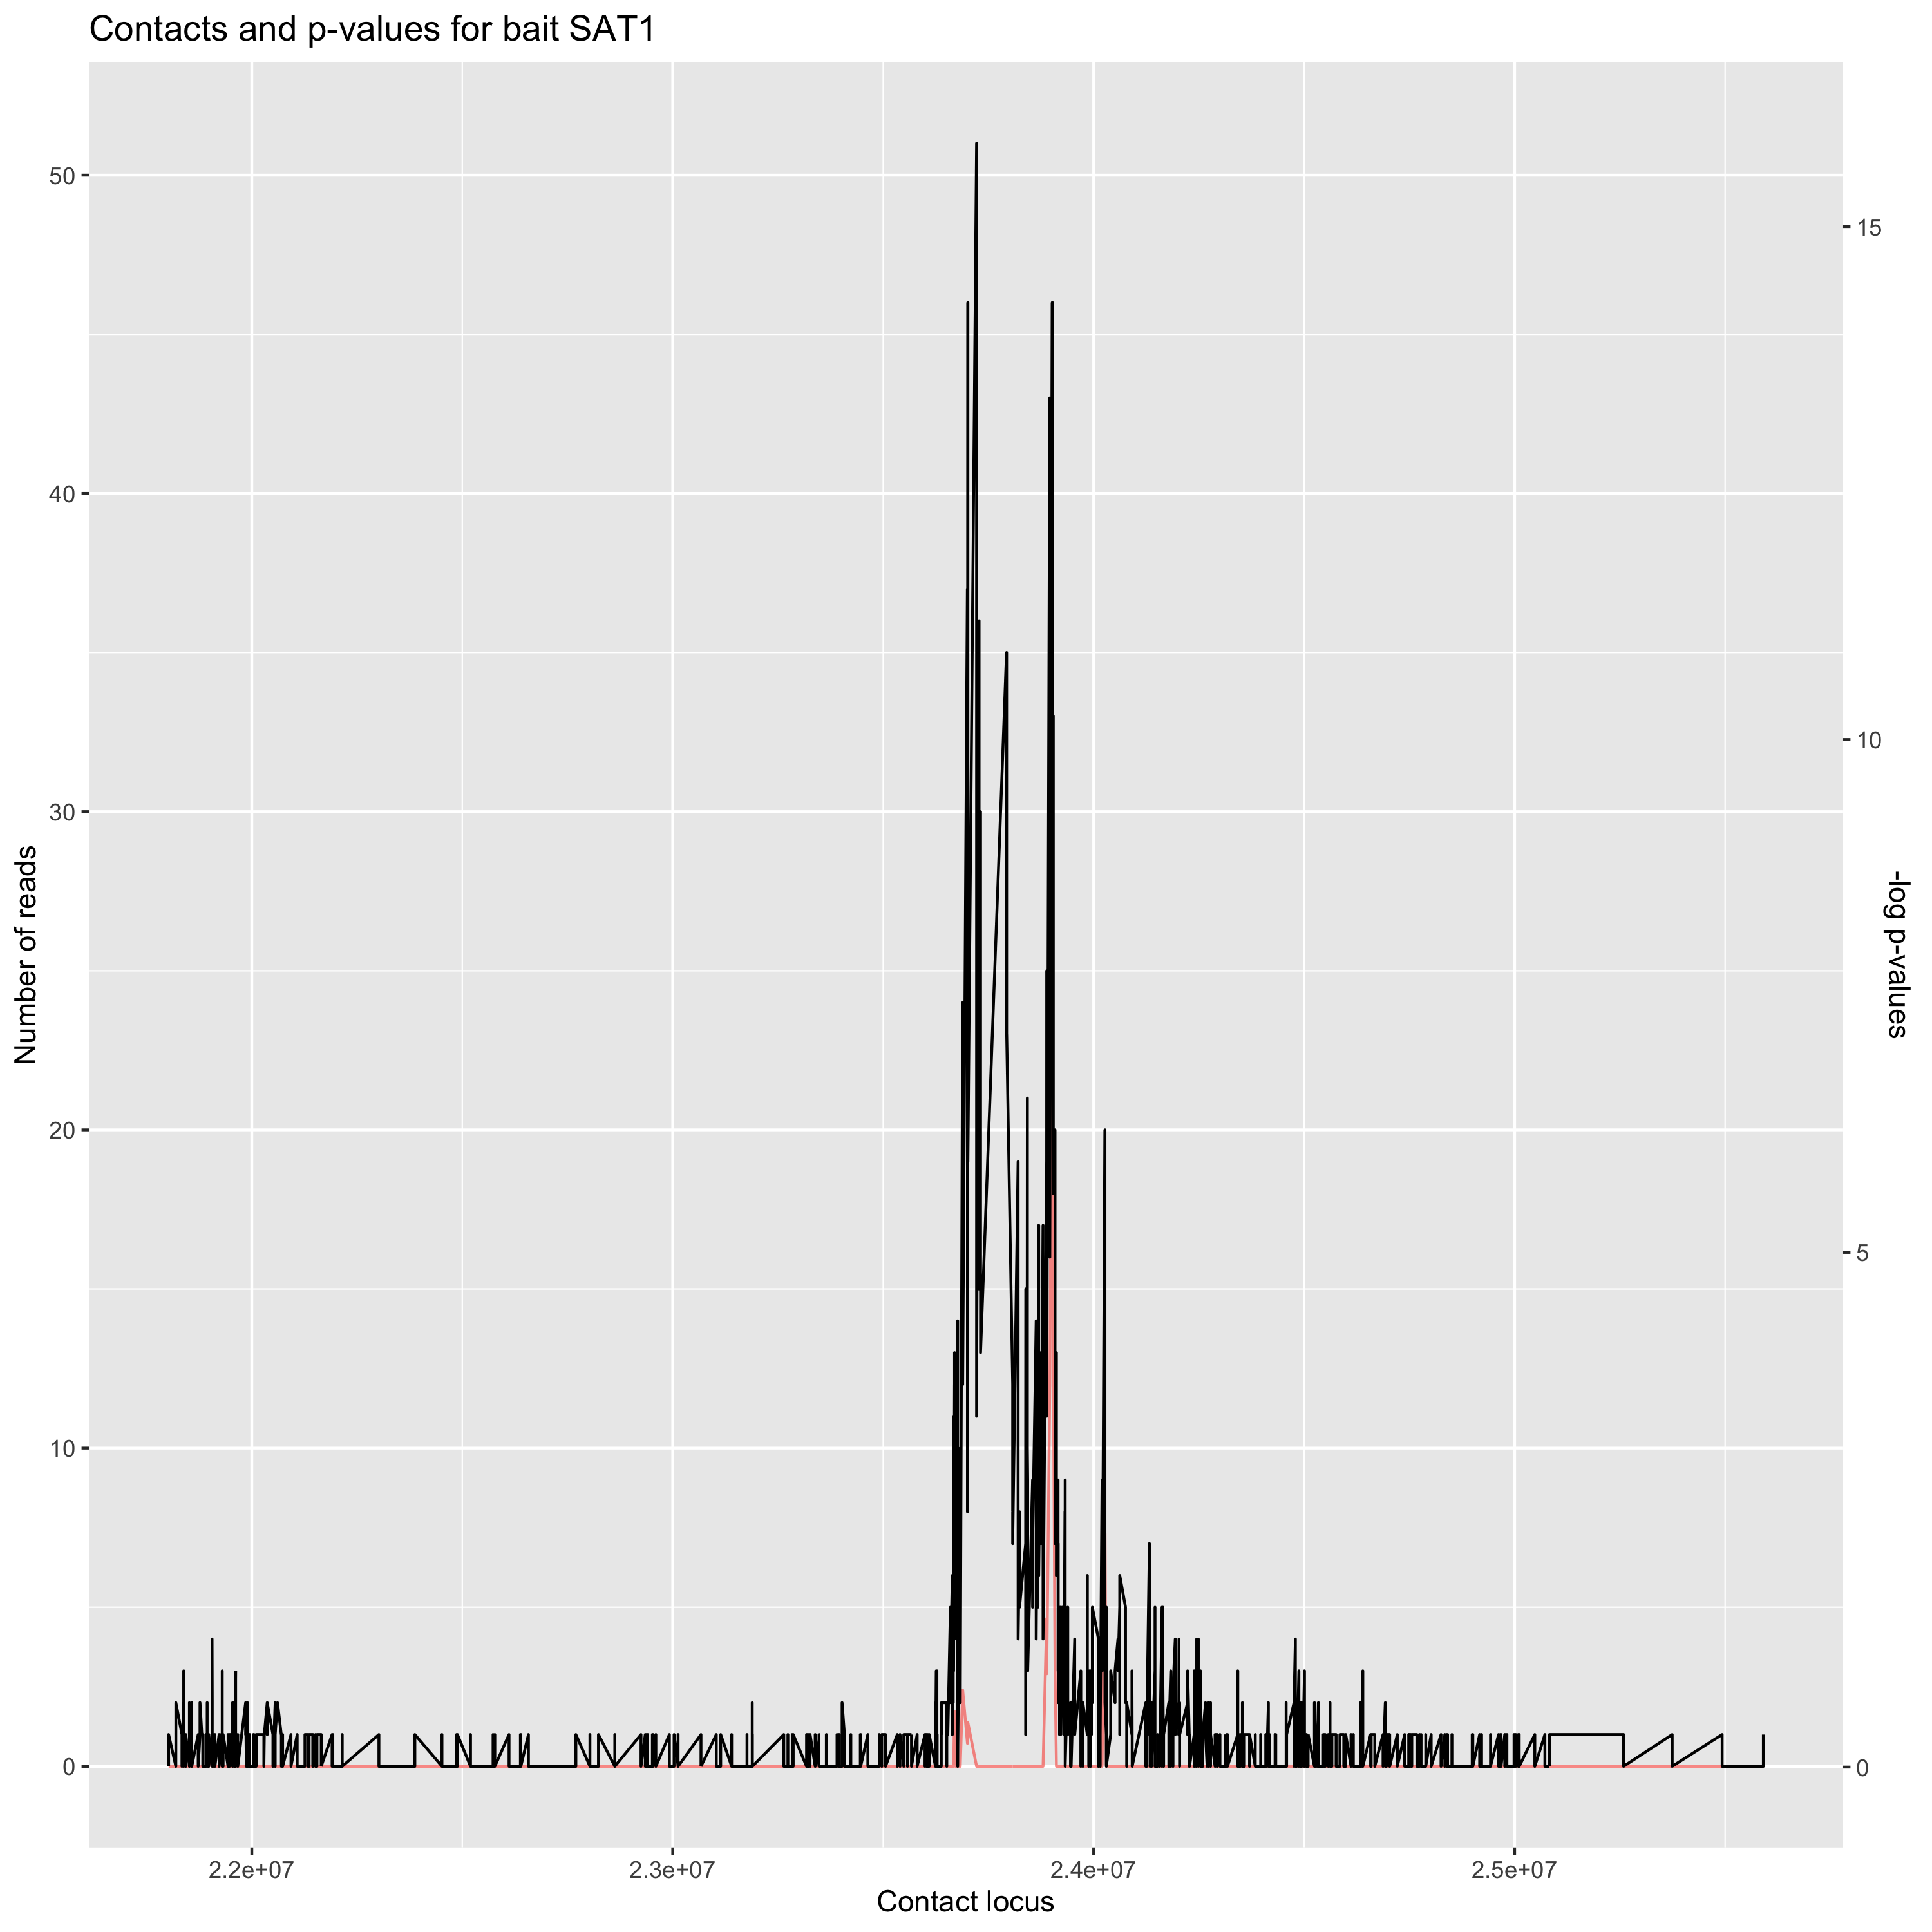 Contacts and p-values for bait SAT1
50
40
30
20
10
0
Number of reads
15
10
5
0
-log p-values
2.2e+07
2.3e+07
2.4e+07
2.5e+07
Contact locus